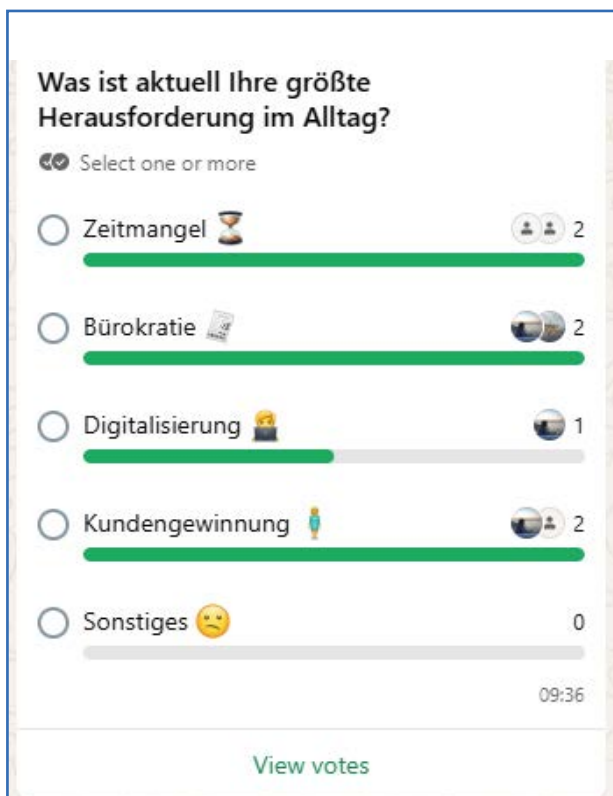 Was ist aktuell Ihre größte
Herausforderung im Alltag?
Select one or more
Zeitmangel ⏳ 2
Bürokratie 🧾 2
Digitalisierung 🧑‍💻 1
Kundengewinnung 🧍 2
Sonstiges 😕 0
09:36
View votes